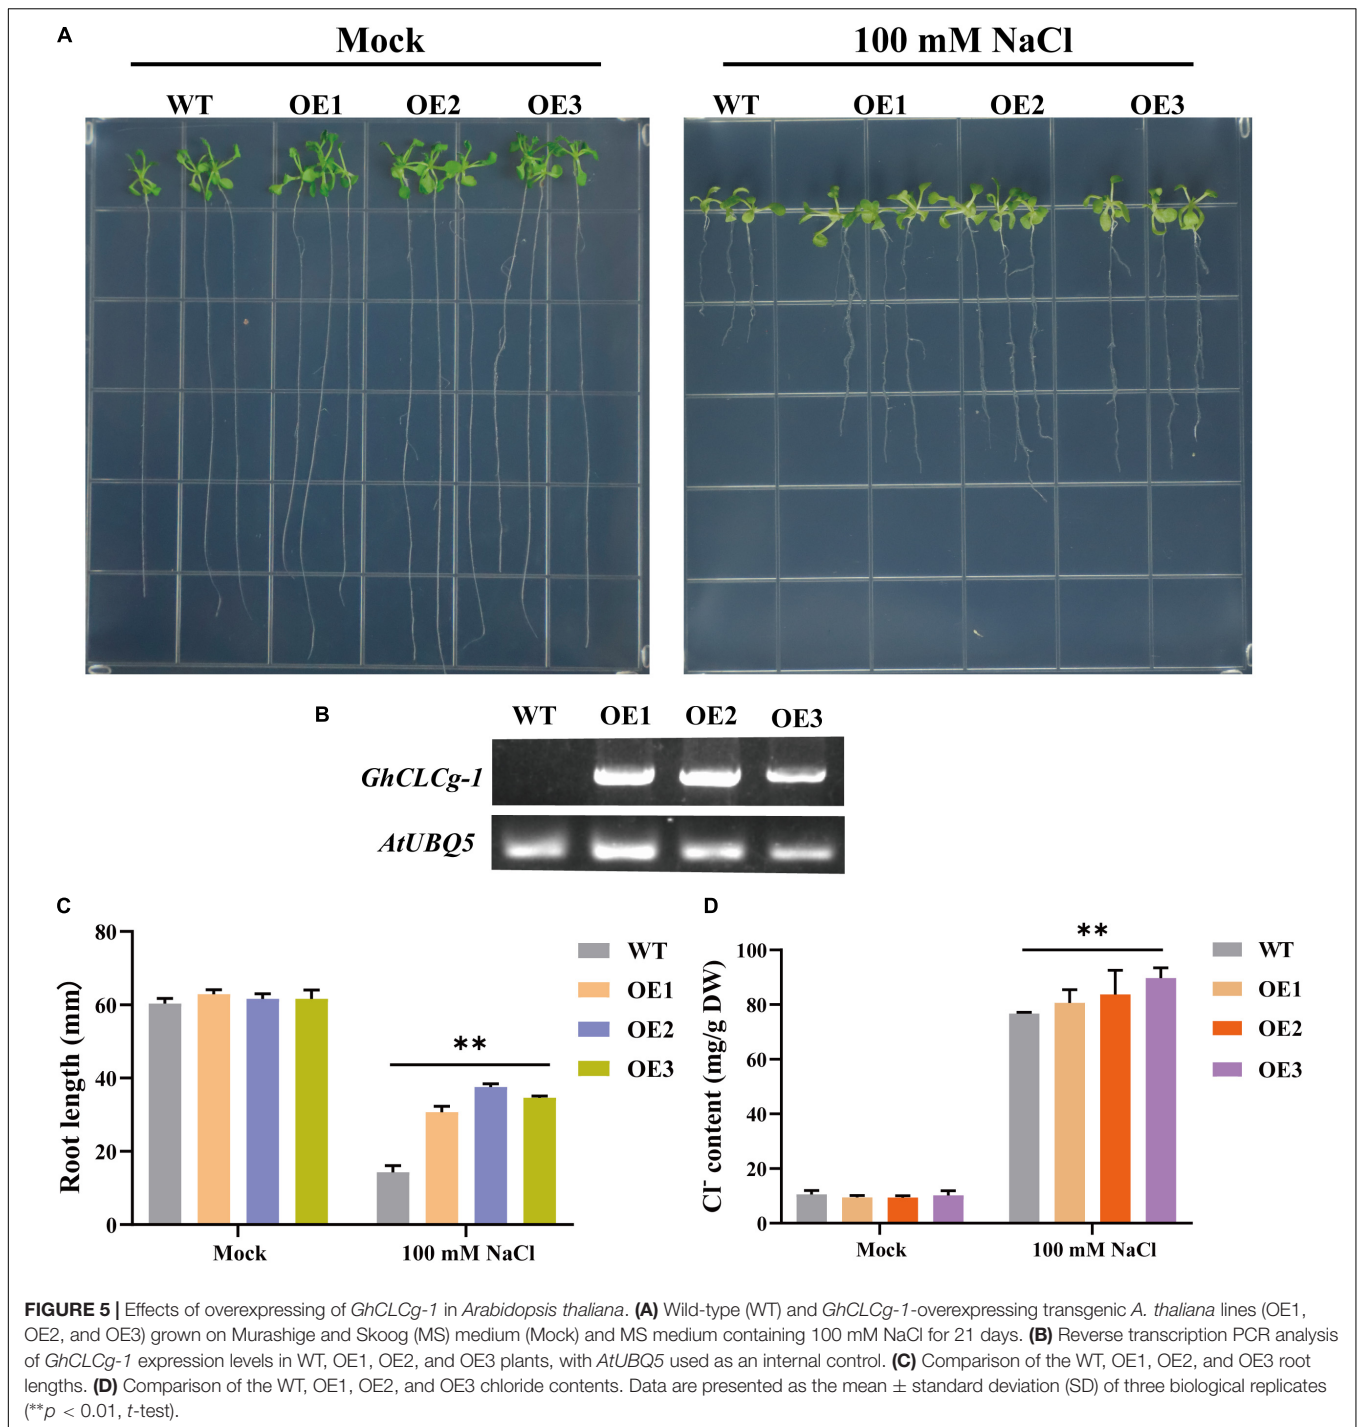 A
Mock
100 mM NaCl
WT OE1 OE2 OE3
WT OE1 OE2 OE3
B
WT OE1 OE2 OE3
GhCLCg-1
AtUBQ5
C
Root length (mm)
80
60
40
20
0
**
Mock
100 mM NaCl
WT
OE1
OE2
OE3
D
Cl⁻ content (mg/g DW)
100
80
60
40
20
0
**
Mock
100 mM NaCl
WT
OE1
OE2
OE3
FIGURE 5 | Effects of overexpressing of GhCLCg-1 in Arabidopsis thaliana. (A) Wild-type (WT) and GhCLCg-1-overexpressing transgenic A. thaliana lines (OE1,
OE2, and OE3) grown on Murashige and Skoog (MS) medium (Mock) and MS medium containing 100 mM NaCl for 21 days. (B) Reverse transcription PCR analysis
of GhCLCg-1 expression levels in WT, OE1, OE2, and OE3 plants, with AtUBQ5 used as an internal control. (C) Comparison of the WT, OE1, OE2, and OE3 root
lengths. (D) Comparison of the WT, OE1, OE2, and OE3 chloride contents. Data are presented as the mean ± standard deviation (SD) of three biological replicates
(**p < 0.01, t-test).